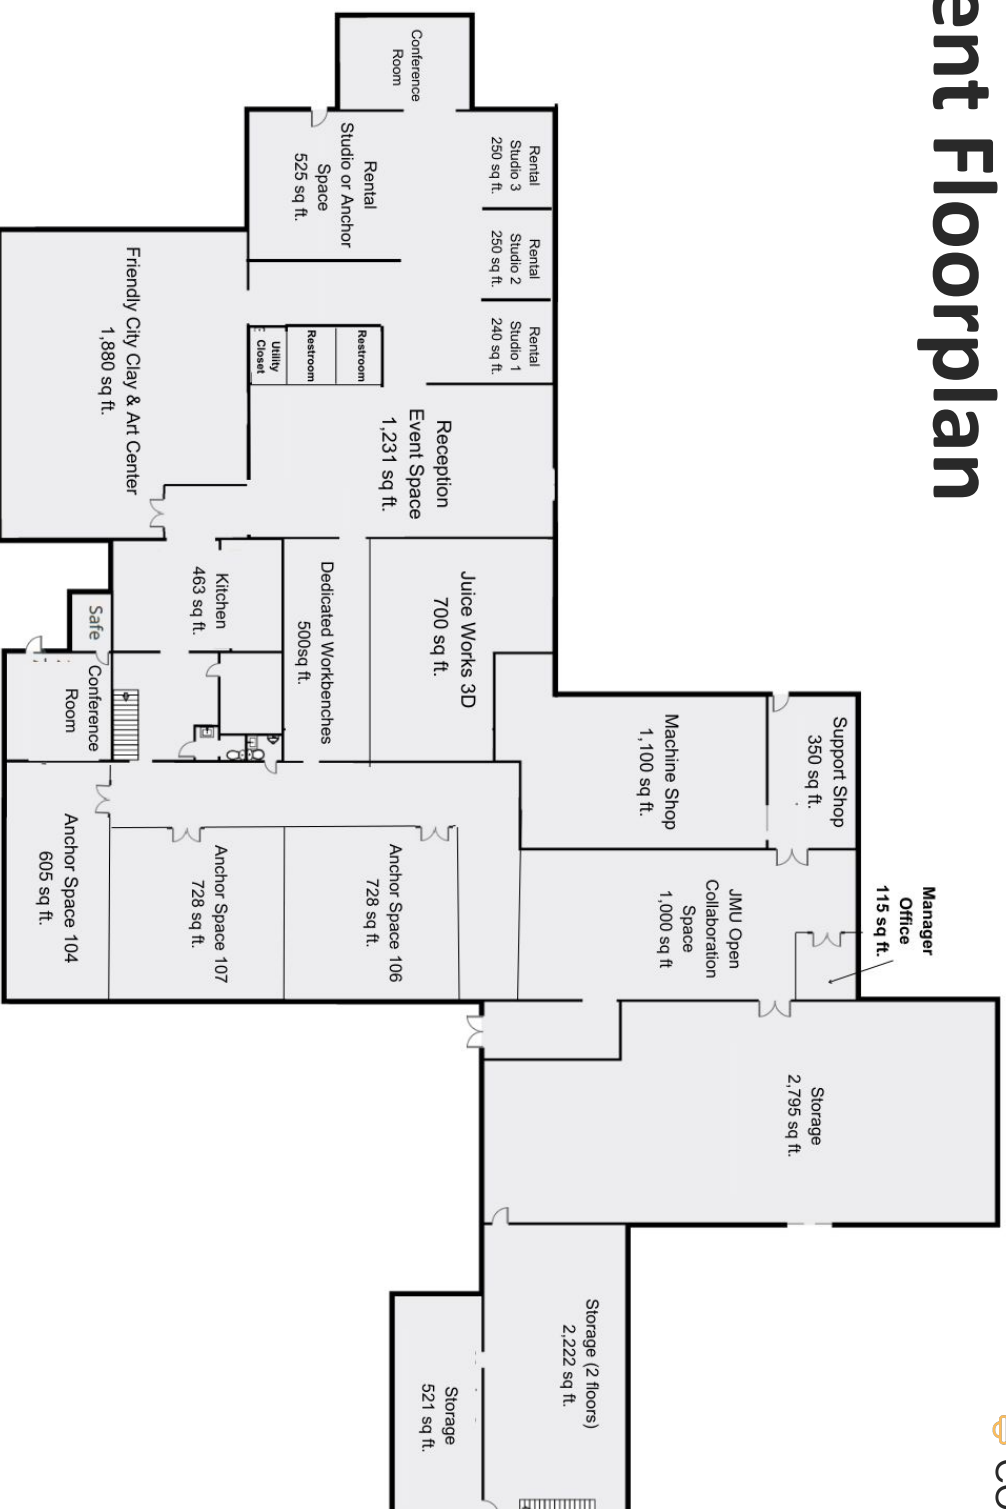 ent Floorplan
Conference
Room
Rental
Studio 3
250 sq ft.
Rental
Studio 2
250 sq ft.
Rental
Studio 1
240 sq ft.
Rental
Studio or Anchor
Space
525 sq ft.
Friendly City Clay & Art Center
1,880 sq ft.
Restroom
Restroom
Utility
Closet
Reception
Event Space
1,231 sq ft.
Juice Works 3D
700 sq ft.
Dedicated Workbenches
500sq ft.
Kitchen
463 sq ft.
Safe
Conference
Room
Support Shop
350 sq ft.
Machine Shop
1,100 sq ft.
Manager
Office
115 sq ft.
JMU Open
Collaboration
Space
1,000 sq ft
Anchor Space 106
728 sq ft.
Anchor Space 107
728 sq ft.
Anchor Space 104
605 sq ft.
Storage
2,795 sq ft.
Storage (2 floors)
2,222 sq ft.
Storage
521 sq ft.